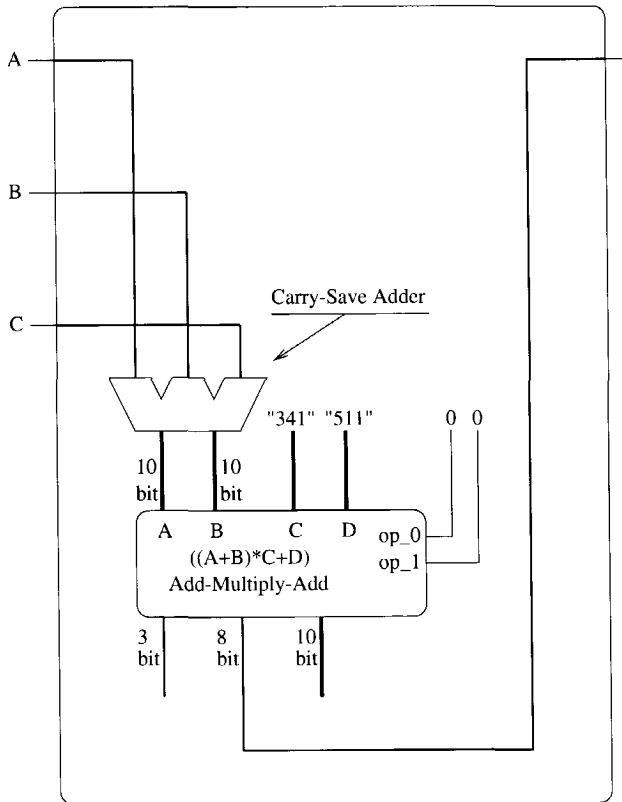 A
B
Carry-Save Adder
C
"341" "511" 0 0
10 bit 10 bit
A B C D op_0
((A+B)*C+D) op_1
Add-Multiply-Add
3 bit 8 bit 10 bit